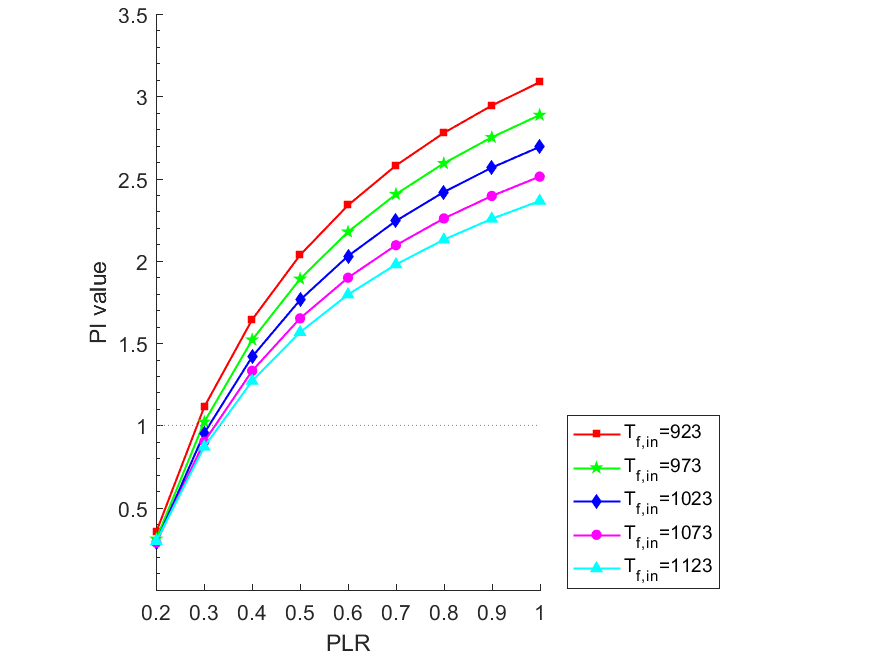 3.5
3
2.5
2
1.5
1
0.5
PI value
0.2 0.3 0.4 0.5 0.6 0.7 0.8 0.9 1
PLR
T_f,in=923
T_f,in=973
T_f,in=1023
T_f,in=1073
T_f,in=1123